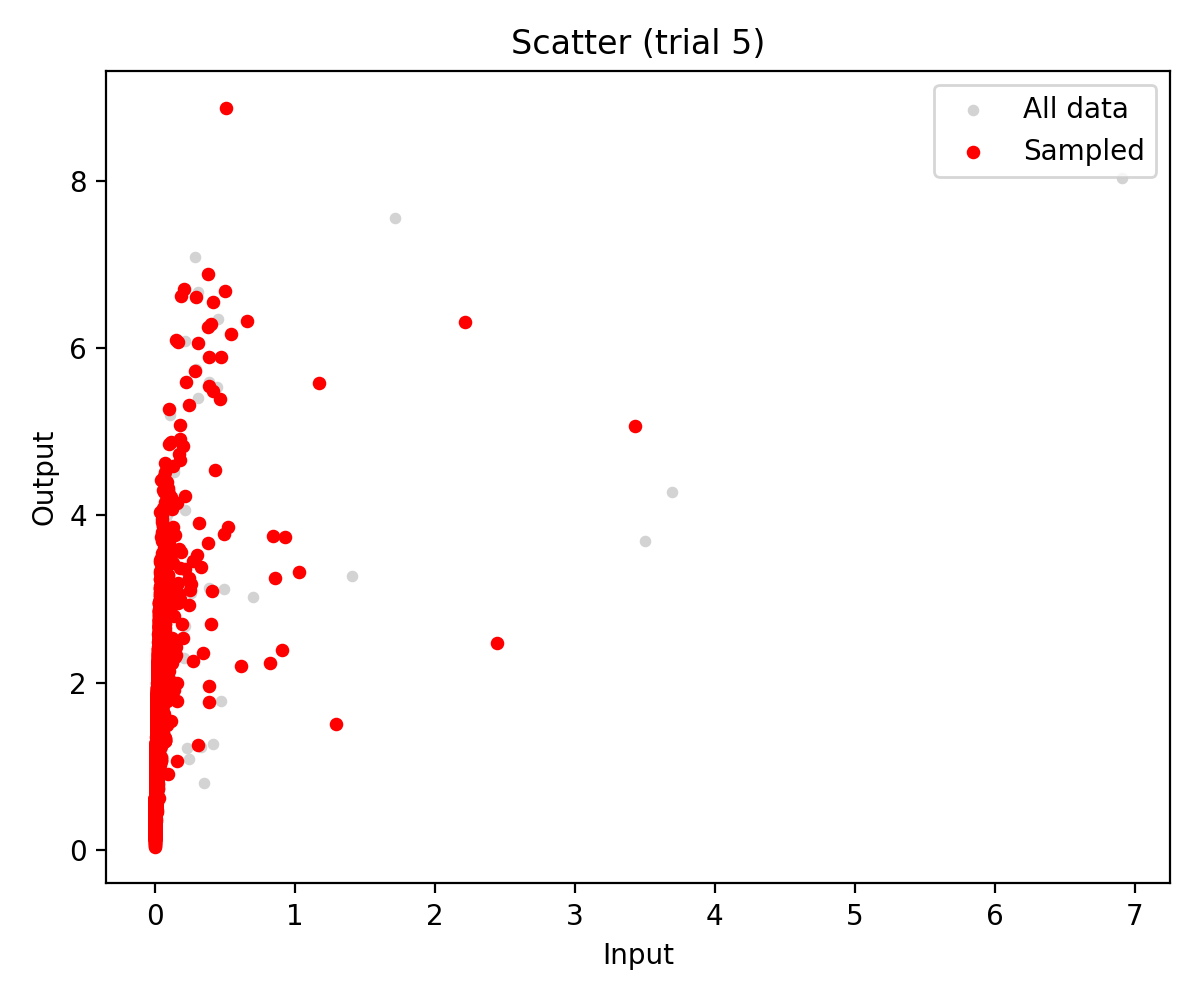 Scatter (trial 5)
All data
Sampled
Output
8
6
4
2
0
0 1 2 3 4 5 6 7
Input